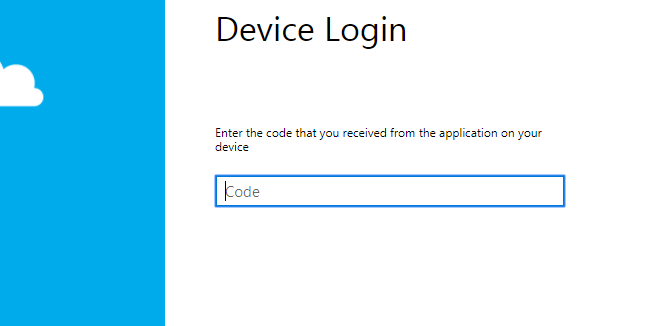 Device Login
Enter the code that you received from the application on your
device
Code